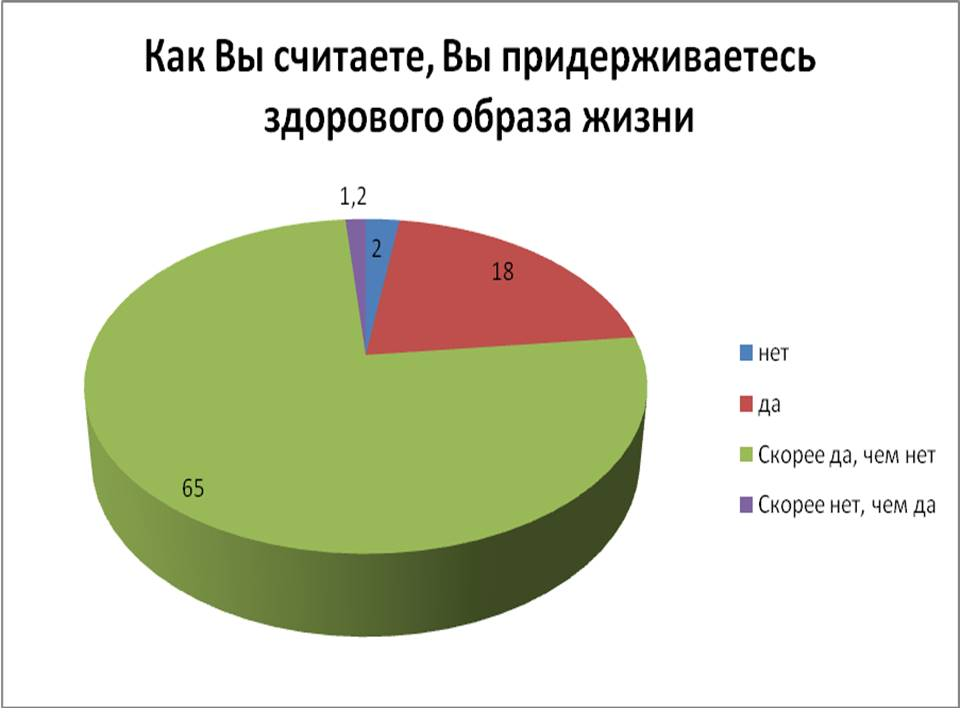 Как Вы считаете, Вы придерживаетесь
здорового образа жизни
1,2
2
18
65
нет
да
Скорее да, чем нет
Скорее нет, чем да